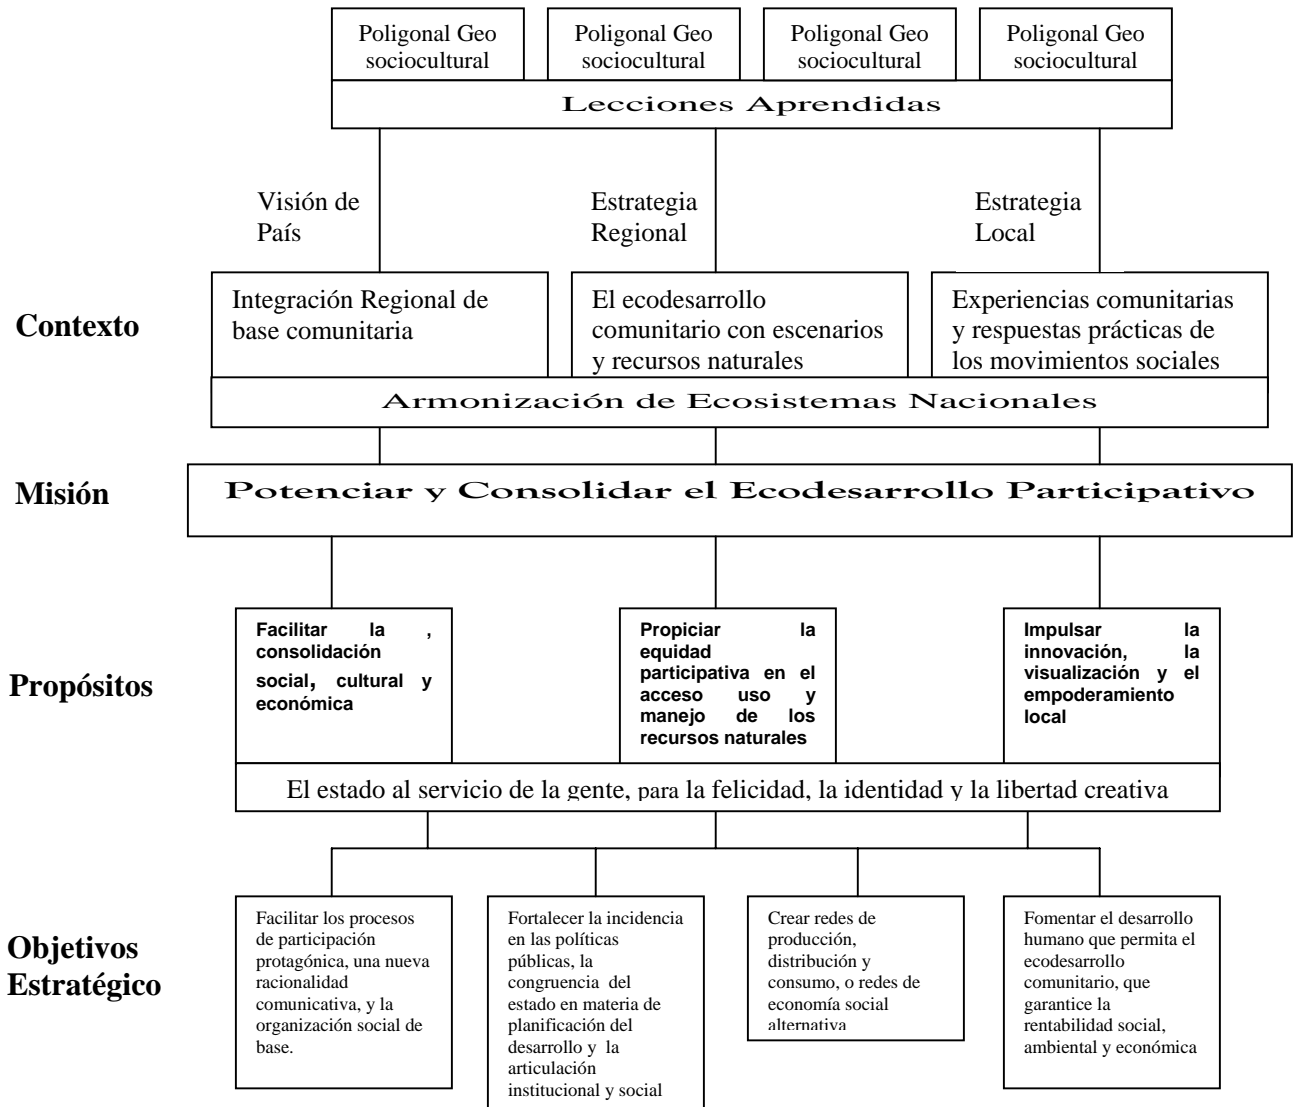 Poligonal Geo
sociocultural
Poligonal Geo
sociocultural
Poligonal Geo
sociocultural
Poligonal Geo
sociocultural
Lecciones Aprendidas
Visión de
País
Estrategia
Regional
Estrategia
Local
Contexto
Integración Regional de
base comunitaria
El ecodesarrollo
comunitario con escenarios
y recursos naturales
Experiencias comunitarias
y respuestas prácticas de
los movimientos sociales
Armonización de Ecosistemas Nacionales
Misión
Potenciar y Consolidar el Ecodesarrollo Participativo
Propósitos
Facilitar la ,
consolidación
social, cultural y
económica
Propiciar la
equidad
participativa en el
acceso uso y
manejo de los
recursos naturales
Impulsar la
innovación, la
visualización y el
empoderamiento
local
El estado al servicio de la gente, para la felicidad, la identidad y la libertad creativa
Objetivos
Estratégico
Facilitar los procesos
de participación
protagónica, una nueva
racionalidad
comunicativa, y la
organización social de
base.
Fortalecer la incidencia
en las políticas
públicas, la
congruencia del
estado en materia de
planificación del
desarrollo y la
articulación
institucional y social
Crear redes de
producción,
distribución y
consumo, o redes de
economía social
alternativa
Fomentar el desarrollo
humano que permita el
ecodesarrollo
comunitario, que
garantice la
rentabilidad social,
ambiental y económica